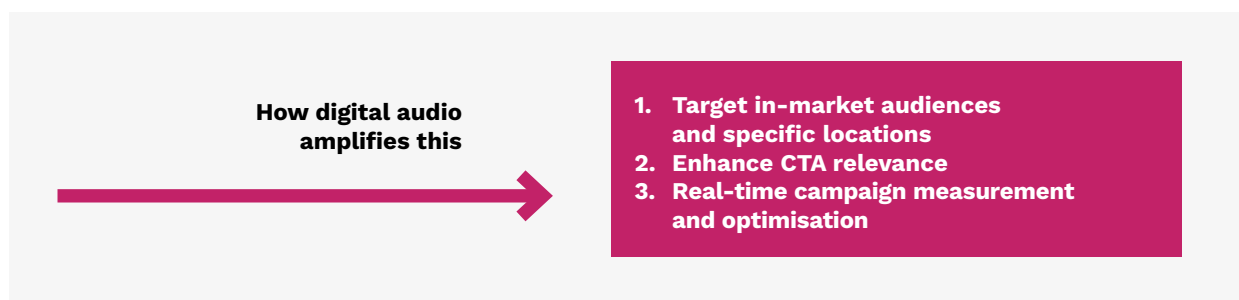 How digital audio
amplifies this
1. Target in-market audiences
and specific locations
2. Enhance CTA relevance
3. Real-time campaign measurement
and optimisation